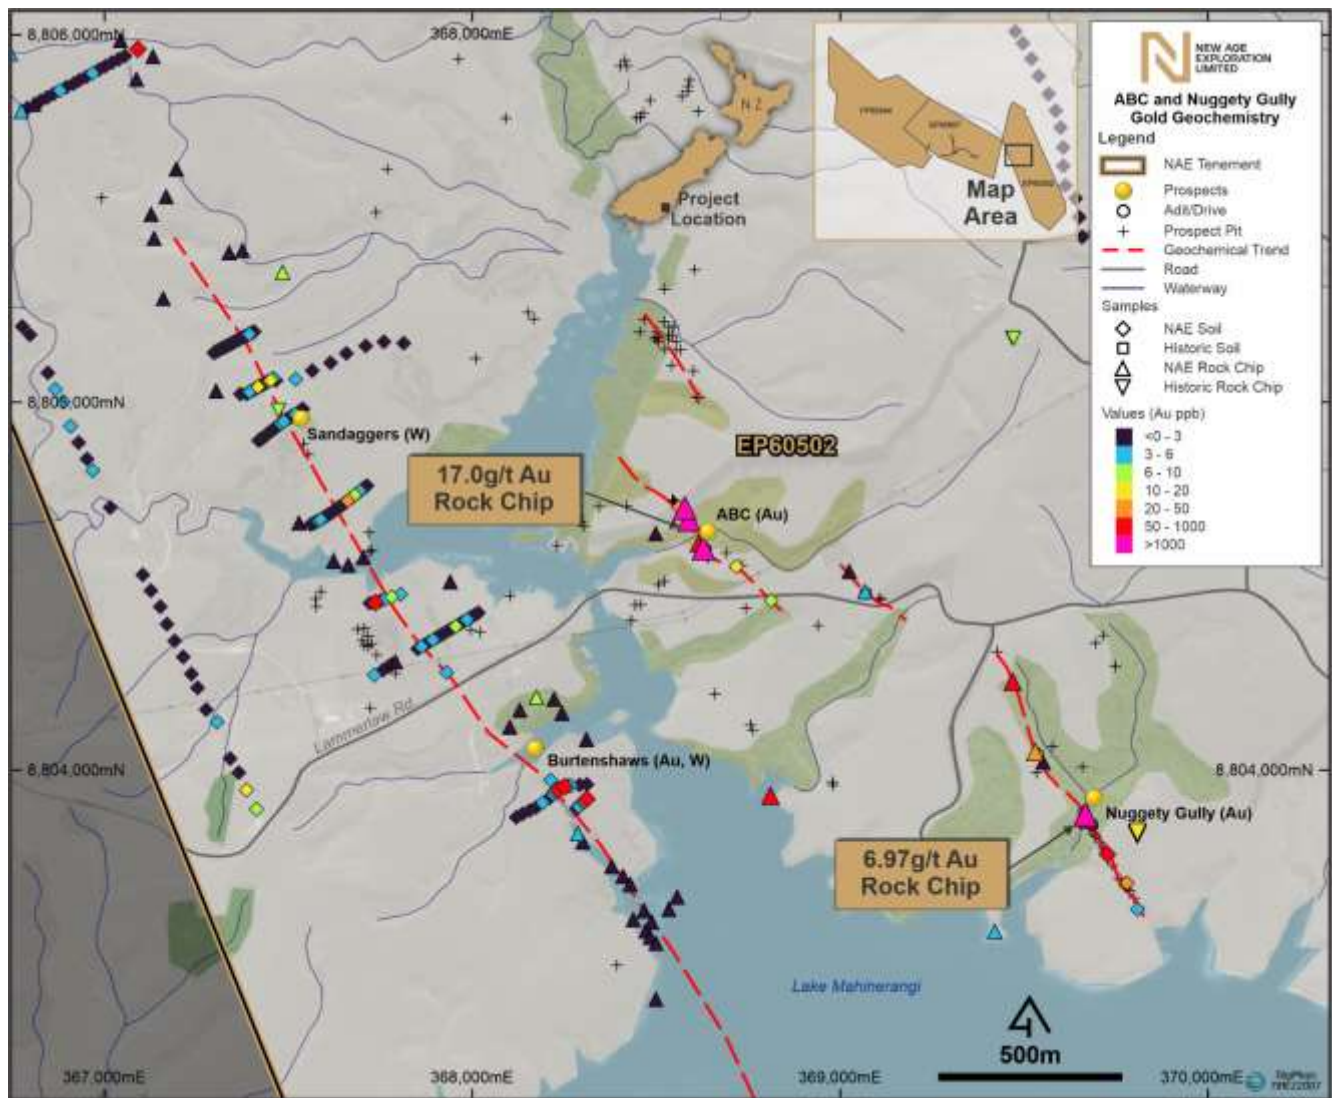 8,806,000mN
368,000mE
N Z
Project
Location
Map
Area
NEW AGE
EXPLORATION
LIMITED
ABC and Nuggety Gully
Gold Geochemistry
Legend
NAE Tenement
Prospects
Adit/Drive
Prospect Pit
Geochemical Trend
Road
Waterway
Samples
NAE Soil
Historic Soil
NAE Rock Chip
Historic Rock Chip
Values (Au ppb)
<0 - 3
3 - 6
6 - 10
10 - 20
20 - 50
50 - 1000
>1000
8,805,000mN
Sandaggers (W)
EP60502
17.0g/t Au
Rock Chip
ABC (Au)
Lammerlaw Rd
Burtenshaws (Au, W)
8,804,000mN
8,804,000mN
Nuggety Gully (Au)
6.97g/t Au
Rock Chip
Lake Mahinerangi
500m
367,000mE
368,000mE
369,000mE
370,000mE